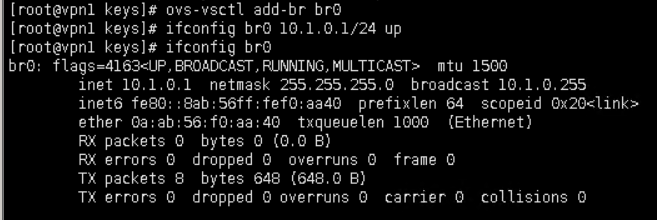 [root@vpn1 keys]# ovs-vsctl add-br br0
[root@vpn1 keys]# ifconfig br0 10.1.0.1/24 up
[root@vpn1 keys]# ifconfig br0
br0: flags=4163<UP,BROADCAST,RUNNING,MULTICAST>  mtu 1500
        inet 10.1.0.1  netmask 255.255.255.0  broadcast 10.1.0.255
        inet6 fe80::8ab:56ff:fef0:aa40  prefixlen 64  scopeid 0x20<link>
        ether 0a:ab:56:f0:aa:40  txqueuelen 1000  (Ethernet)
        RX packets 0  bytes 0 (0.0 B)
        RX errors 0  dropped 0  overruns 0  frame 0
        TX packets 8  bytes 648 (648.0 B)
        TX errors 0  dropped 0 overruns 0  carrier 0  collisions 0